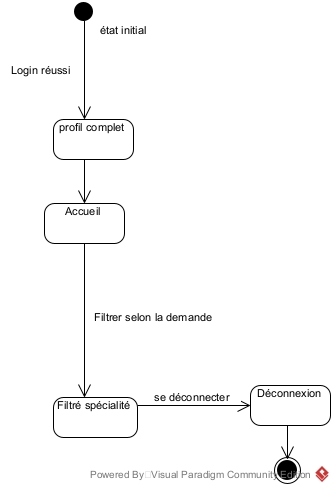 état initial
Login réussi
profil complet
Accueil
Filtrer selon la demande
Filtré spécialité
se déconnecter
Déconnexion
Powered By Visual Paradigm Community Edition